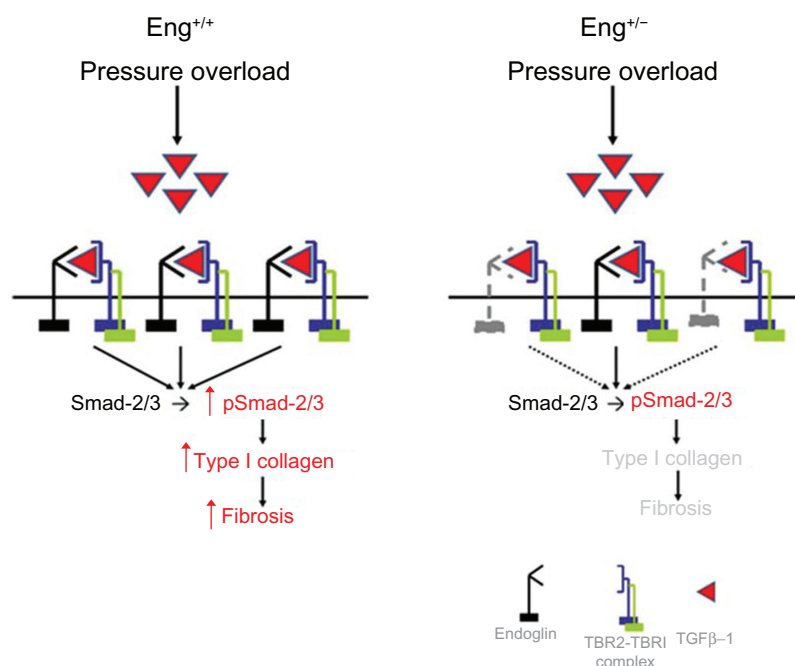 Eng+/+
Pressure overload
Smad-2/3 → ↑ pSmad-2/3
↑ Type I collagen
↑ Fibrosis
Eng+/−
Pressure overload
Smad-2/3 → pSmad-2/3
Type I collagen
Fibrosis
Endoglin
TBR2-TBRI
complex
TGFβ–1